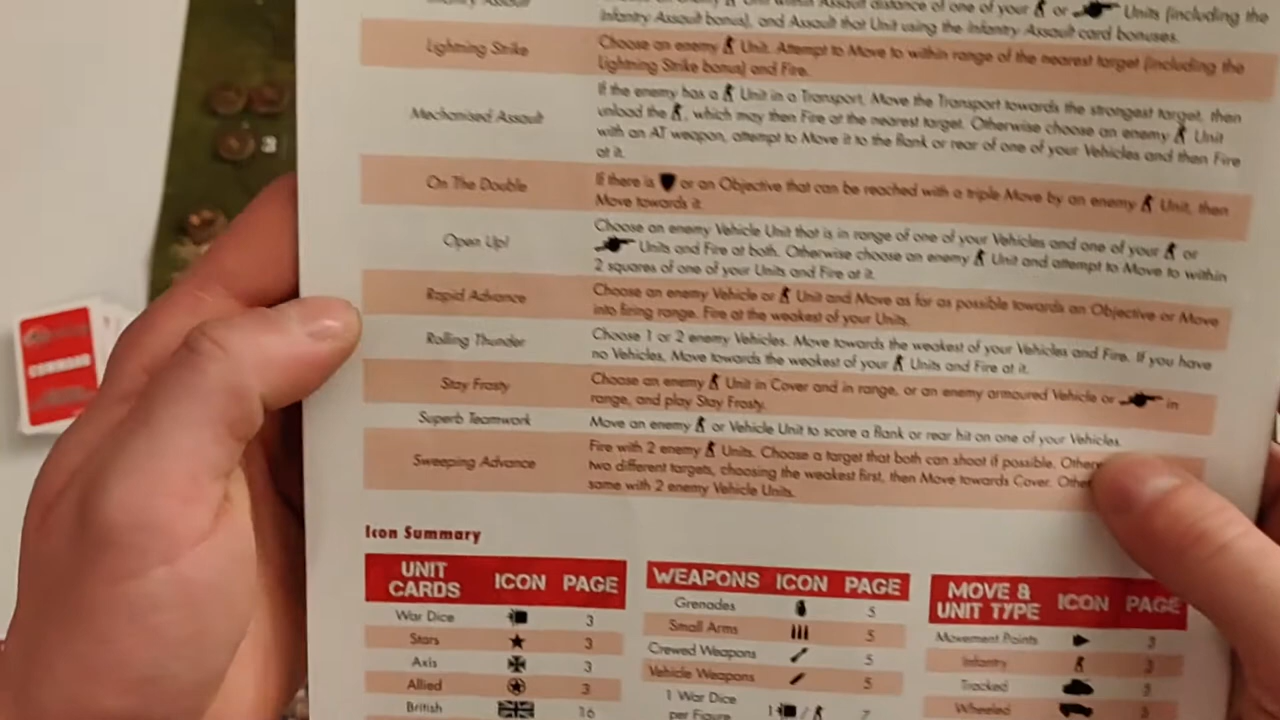 Infantry Assault
Assault distance of one of your or Units (including the
Infantry Assault bonus), and Assault that Unit using the Infantry Assault card bonuses.
Lightning Strike
Choose an enemy Unit. Attempt to Move to within range of the nearest target (including the
Lightning Strike bonus) and Fire.
Mechanised Assault
If the enemy has a Unit in a Transport, Move the Transport towards the strongest target, then
unload the , which may then Fire at the nearest target. Otherwise choose an enemy Unit
with an AT weapon, attempt to Move it to the flank or rear of one of your Vehicles and then Fire
at it.
On The Double
If there is or an Objective that can be reached with a triple Move by an enemy Unit, then
Move towards it.
Open Up!
Choose an enemy Vehicle Unit that is in range of one of your Vehicles and one of your or
Units and Fire at both. Otherwise choose an enemy Unit and attempt to Move to within
2 squares of one of your Units and Fire at it.
Rapid Advance
Choose an enemy Vehicle or Unit and Move as far as possible towards an Objective or Move
into firing range. Fire at the weakest of your Units.
Rolling Thunder
Choose 1 or 2 enemy Vehicles. Move towards the weakest of your Vehicles and Fire. If you have
no Vehicles, Move towards the weakest of your Units and Fire at it.
Stay Frosty
Choose an enemy Unit in Cover and in range, or an enemy armoured Vehicle or in
range, and play Stay Frosty.
Superb Teamwork
Move an enemy or Vehicle Unit to score a flank or rear hit on one of your Vehicles.
Sweeping Advance
Fire with 2 enemy Units. Choose a target that both can shoot if possible.
two different targets, choosing the weakest first, then Move towards Cover.
same with 2 enemy Vehicle Units.
COMMAND
Icon Summary
UNIT CARDS ICON PAGE
War Dice 3
Stars 3
Axis 3
Allied 3
British 16
WEAPONS ICON PAGE
Grenades 5
Small Arms 5
Crewed Weapons 5
Vehicle Weapons 5
1 War Dice
per Figure 1 / 7
MOVE &
UNIT TYPE ICON PAGE
Movement Points 3
Infantry 3
Tracked
Wheeled